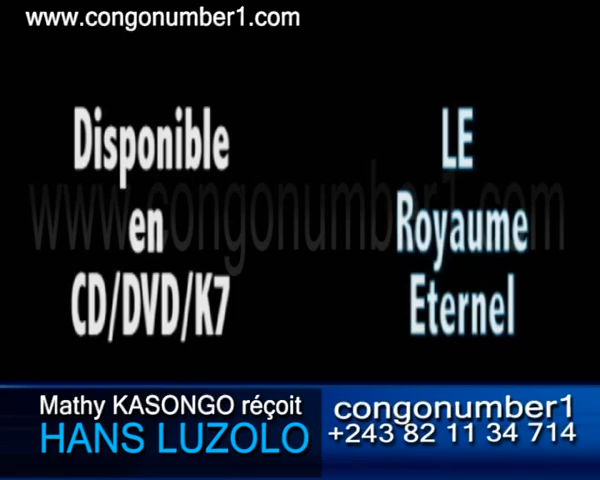 www.congonumber1.com
Disponible
en
CD/DVD/K7
LE
Royaume
Eternel
www.congonumber1.com
Mathy KASONGO réçoit
HANS LUZOLO
congonumber1
+243 82 11 34 714